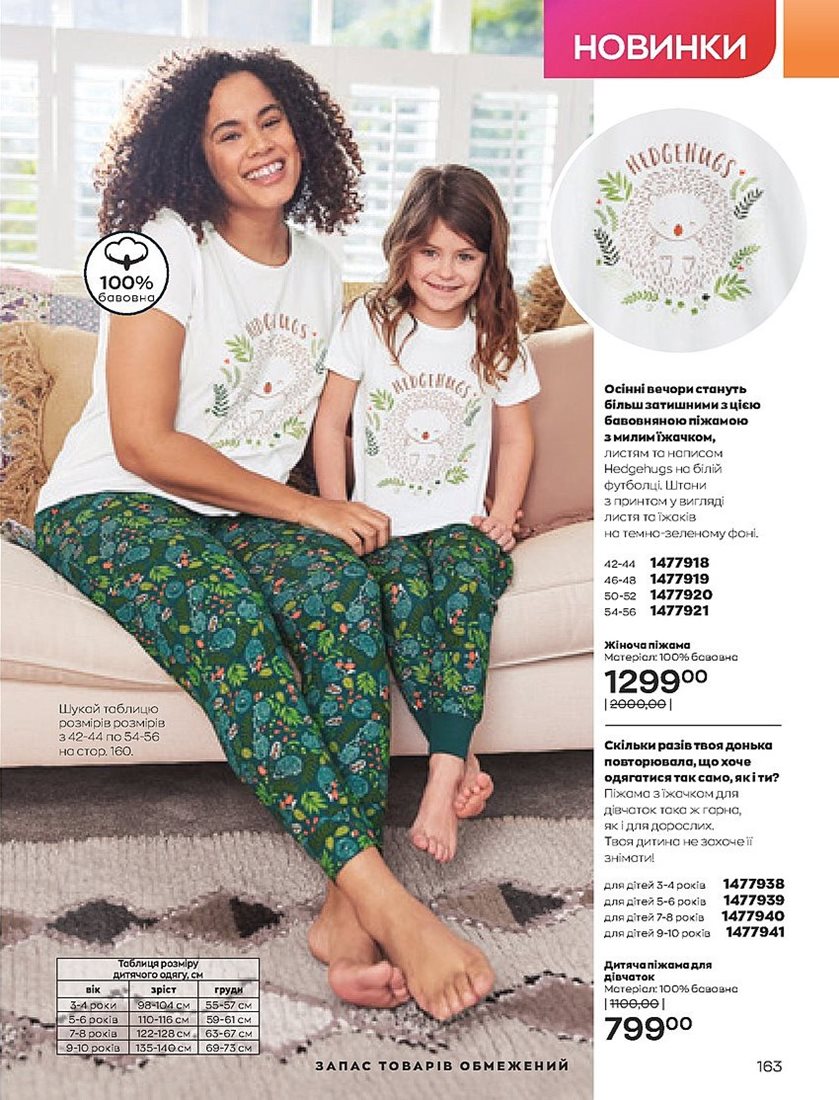 НОВИНКИ
HEDGEHUGS
100%
бавовна
HEDGEHUGS
HEDGEHUGS
Осінні вечори стануть
більш затишними з цією
бавовняною піжамою
з милим їжачком,
листям та написом
Hedgehugs на білій
футболці. Штани
з принтом у вигляді
листя та їжаків
на темно-зеленому фоні.
42-44 1477918
46-48 1477919
50-52 1477920
54-56 1477921
Жіноча піжама
Матеріал: 100% бавовна
1299⁰⁰
| 2000,00 |
Шукай таблицю
розмірів розмірів
з 42-44 по 54-56
на стор. 160.
Скільки разів твоя донька
повторювала, що хоче
одягатися так само, як і ти?
Піжама з їжачком для
дівчаток така ж гарна,
як і для дорослих.
Твоя дитина не захоче її
знімати!
для дітей 3-4 років 1477938
для дітей 5-6 років 1477939
для дітей 7-8 років 1477940
для дітей 9-10 років 1477941
Дитяча піжама для
дівчаток
Матеріал: 100% бавовна
| 1100,00 |
799⁰⁰
Таблиця розміру
дитячого одягу, см
вік зріст груди
3-4 роки 98-104 см 55-57 см
5-6 років 110-116 см 59-61 см
7-8 років 122-128 см 63-67 см
9-10 років 135-140 см 69-73 см
ЗАПАС ТОВАРІВ ОБМЕЖЕНИЙ
163